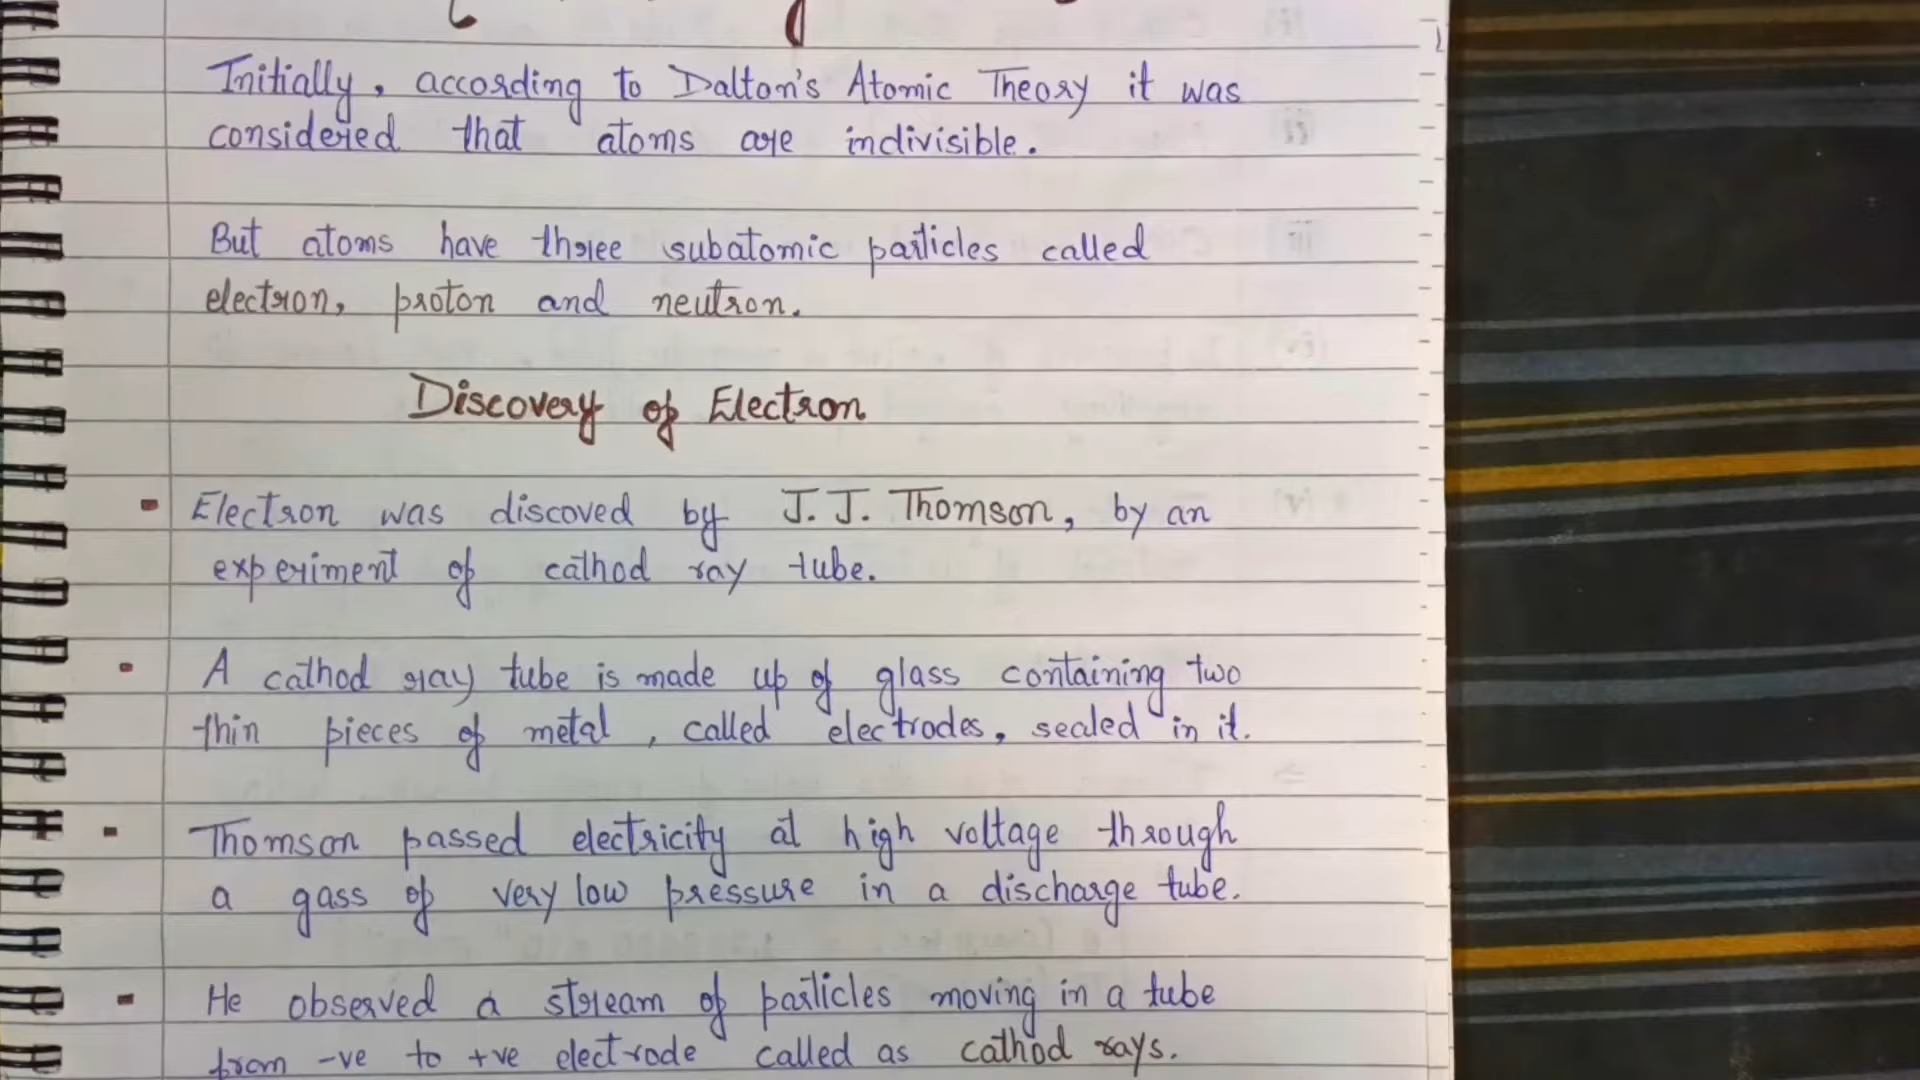 Initially, according to Dalton's Atomic Theory it was
considered that atoms are indivisible.
But atoms have three subatomic particles called
electron, proton and neutron.
Discovery of Electron
Electron was discoved by J. J. Thomson, by an
experiment of cathod ray tube.
A cathod ray tube is made up of glass containing two
thin pieces of metal, called electrodes, sealed in it.
Thomson passed electricity at high voltage through
a gass of very low pressure in a discharge tube.
He observed a stream of particles moving in a tube
from -ve to +ve electrode called as cathod rays.